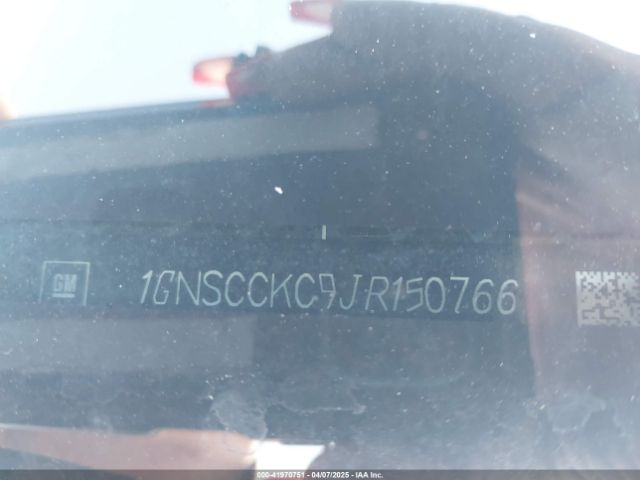 GM 1GNSCCKC9JR150766
000-41970751 - 04/07/2025 - IAA Inc.